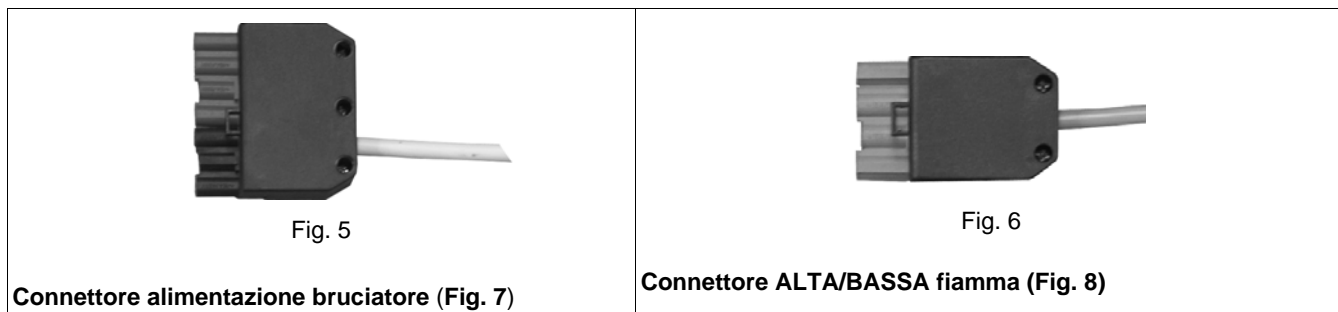 Fig. 5
Connettore alimentazione bruciatore (Fig. 7)
Fig. 6
Connettore ALTA/BASSA fiamma (Fig. 8)